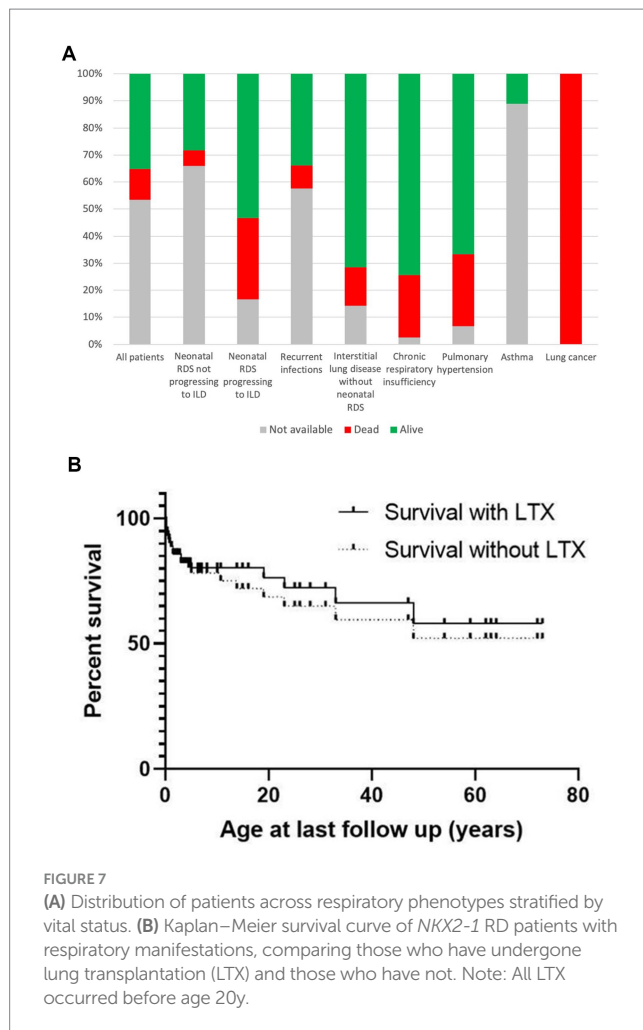 A
100%
90%
80%
70%
60%
50%
40%
30%
20%
10%
0%
All patients
Neonatal
RDS not
progressing
to ILD
Neonatal
RDS
progressing
to ILD
Recurrent
infections
Interstitial
lung disease
without
neonatal
RDS
Chronic
respiratory
insufficiency
Pulmonary
hypertension
Asthma
Lung cancer
Not available Dead Alive
B
Percent survival
100
50
0
Survival with LTX
Survival without LTX
0 20 40 60 80
Age at last follow up (years)
FIGURE 7
(A) Distribution of patients across respiratory phenotypes stratified by
vital status. (B) Kaplan–Meier survival curve of NKX2-1 RD patients with
respiratory manifestations, comparing those who have undergone
lung transplantation (LTX) and those who have not. Note: All LTX
occurred before age 20y.